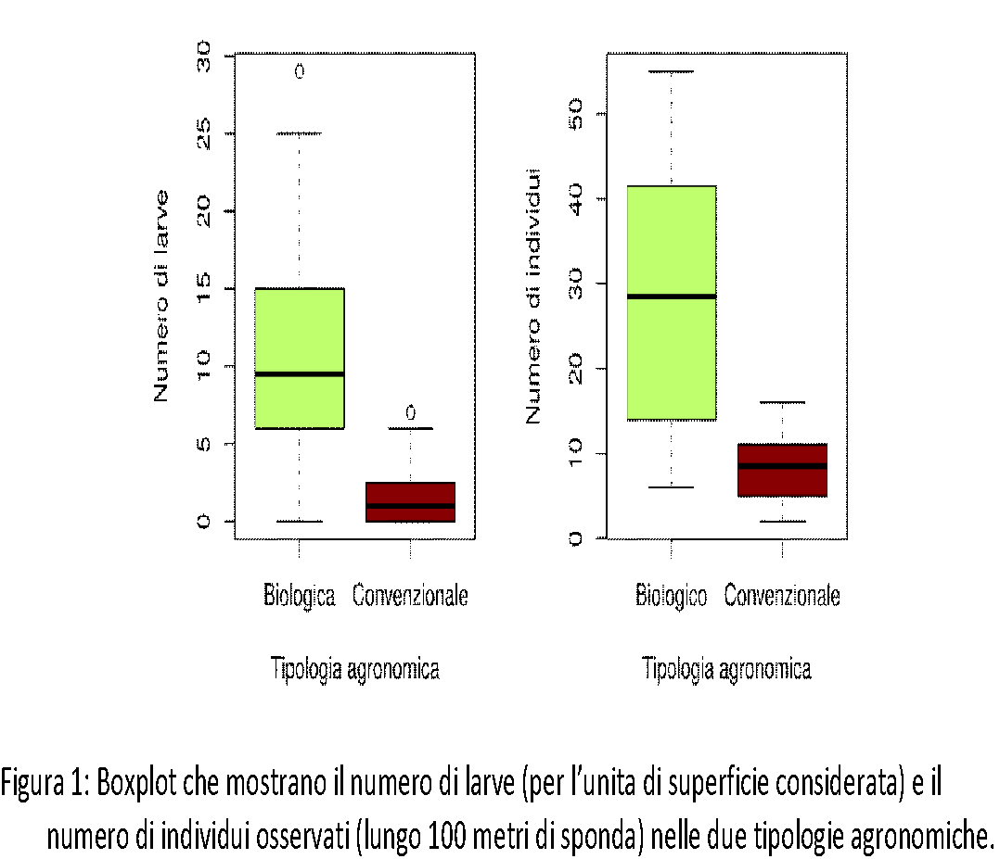 Numero di larve
0 5 10 15 20 25 30
Biologica Convenzionale
Tipologia agronomica
Numero di individui
0 10 20 30 40 50
Biologico Convenzionale
Tipologia agronomica
Figura 1: Boxplot che mostrano il numero di larve (per l’unita di superficie considerata) e il
numero di individui osservati (lungo 100 metri di sponda) nelle due tipologie agronomiche.